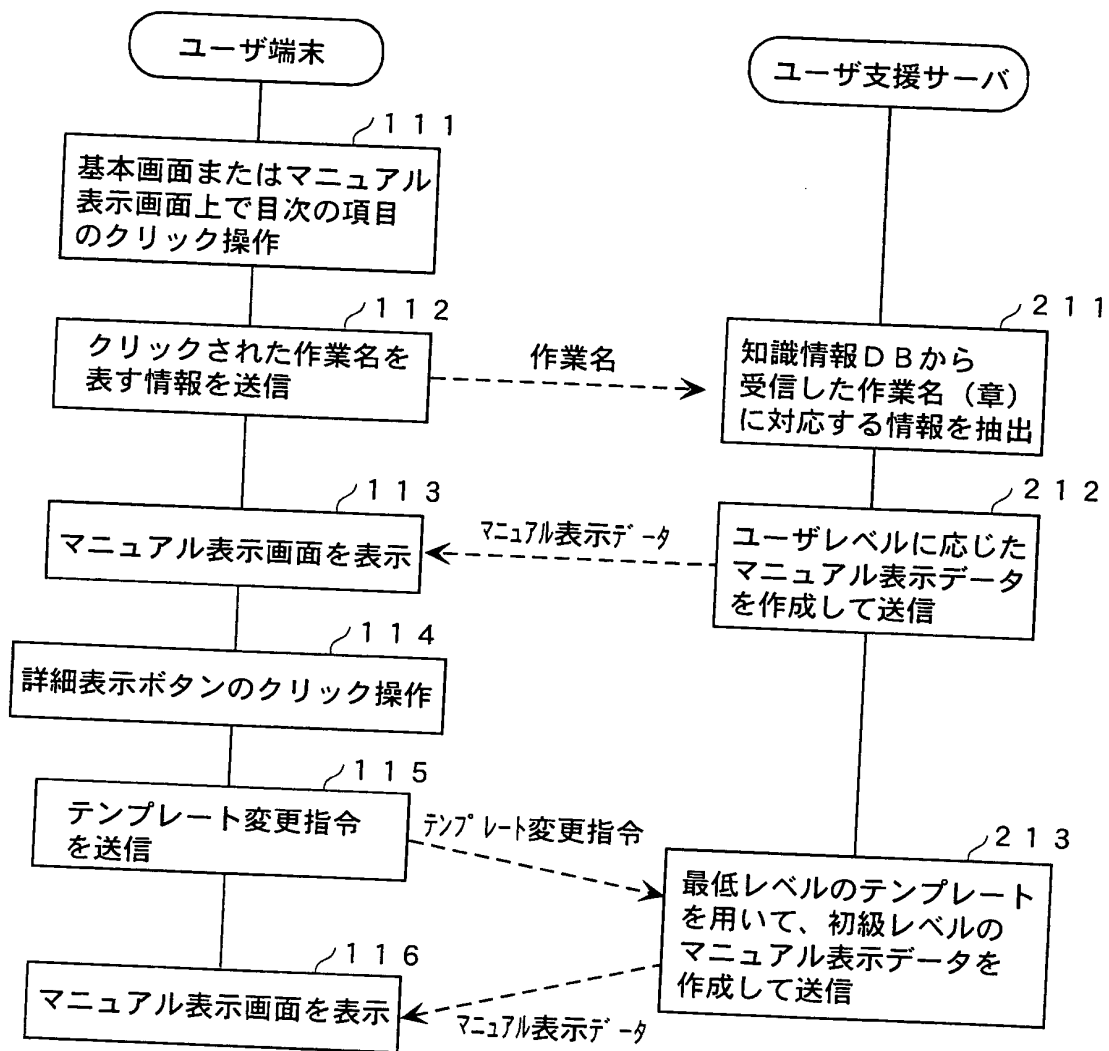 ユーザ端末
ユーザ支援サーバ
111
基本画面またはマニュアル
表示画面上で目次の項目
のクリック操作
112
クリックされた作業名を
表す情報を送信
作業名
211
知識情報DBから
受信した作業名（章）
に対応する情報を抽出
113
マニュアル表示画面を表示
マニュアル表示データ
212
ユーザレベルに応じた
マニュアル表示データ
を作成して送信
114
詳細表示ボタンのクリック操作
115
テンプレート変更指令
を送信
テンプレート変更指令
213
最低レベルのテンプレート
を用いて、初級レベルの
マニュアル表示データを
作成して送信
116
マニュアル表示画面を表示
マニュアル表示データ